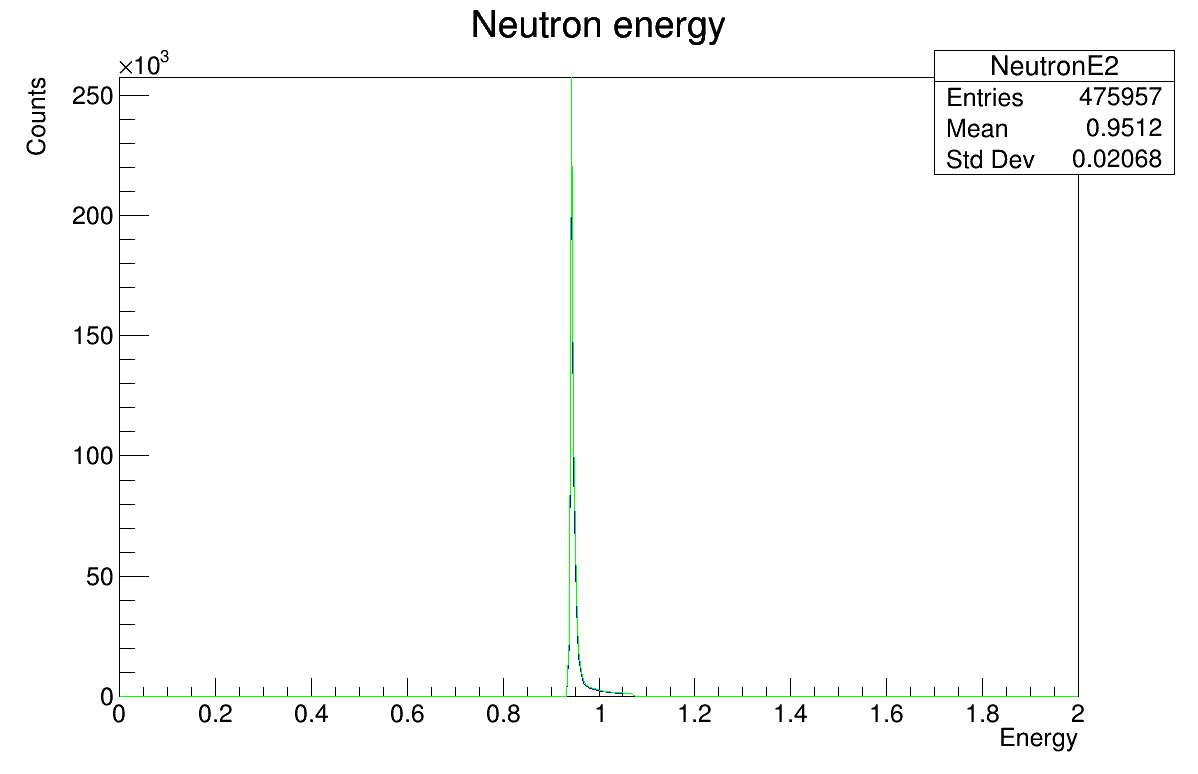 Neutron energy
×10³
Counts
NeutronE2
Entries 475957
Mean 0.9512
Std Dev 0.02068
250
200
150
100
50
0
0 0.2 0.4 0.6 0.8 1 1.2 1.4 1.6 1.8 2
Energy